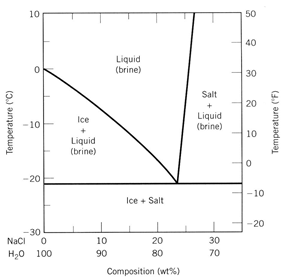 10
0
−10
−20
−30
Temperature (°C)
50
40
30
20
10
0
−10
−20
Temperature (°F)
Liquid
(brine)
Ice
+
Liquid
(brine)
Salt
+
Liquid
(brine)
Ice + Salt
NaCl 0 10 20 30
H₂O 100 90 80 70
Composition (wt%)